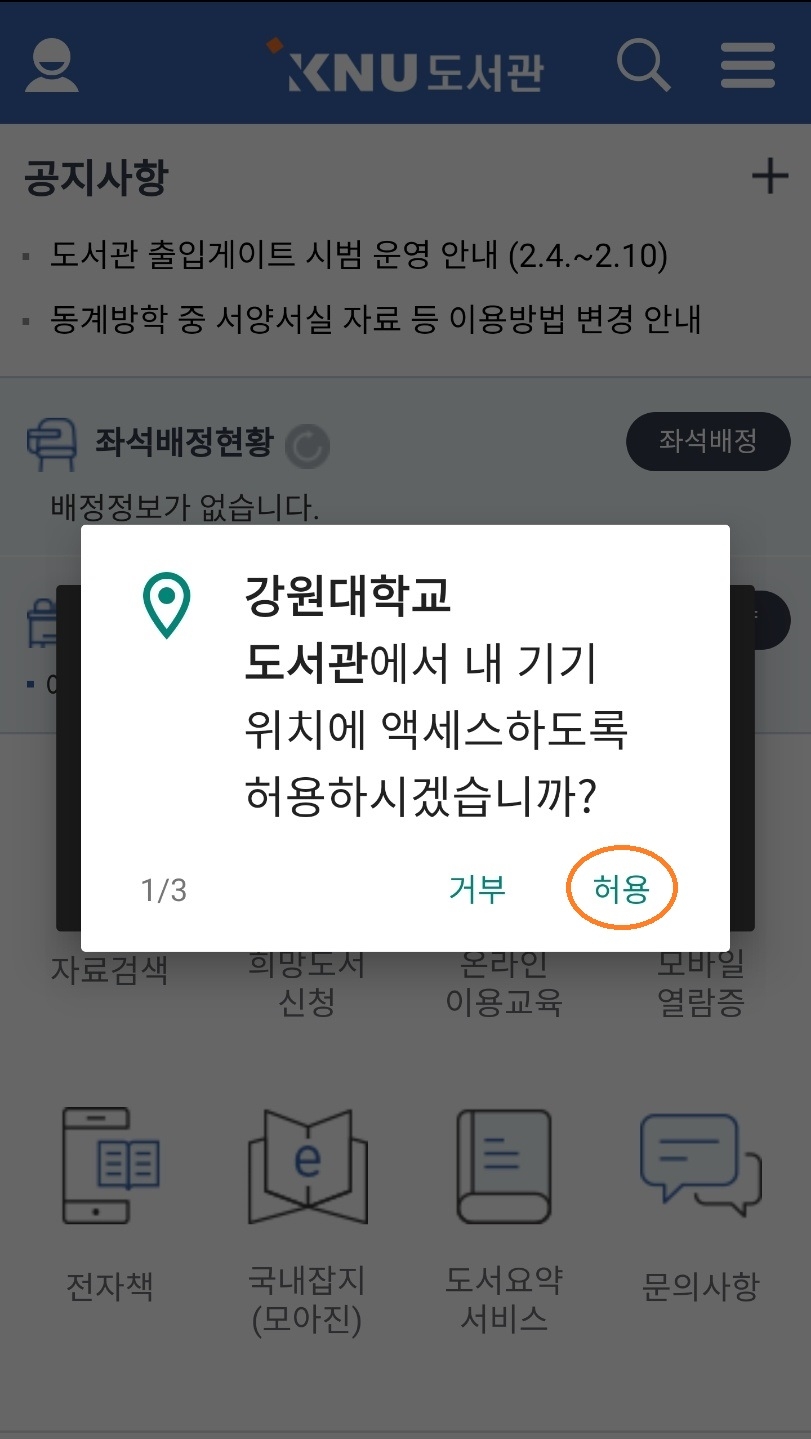 KNU 도서관
공지사항
도서관 출입게이트 시범 운영 안내 (2.4.~2.10)
동계방학 중 서양서실 자료 등 이용방법 변경 안내
좌석배정현황
좌석배정
배정정보가 없습니다.
강원대학교
도서관에서 내 기기
위치에 액세스하도록
허용하시겠습니까?
1/3
거부
허용
자료검색
희망도서
신청
온라인
이용교육
모바일
열람증
e
전자책
국내잡지
(모아진)
도서요약
서비스
문의사항